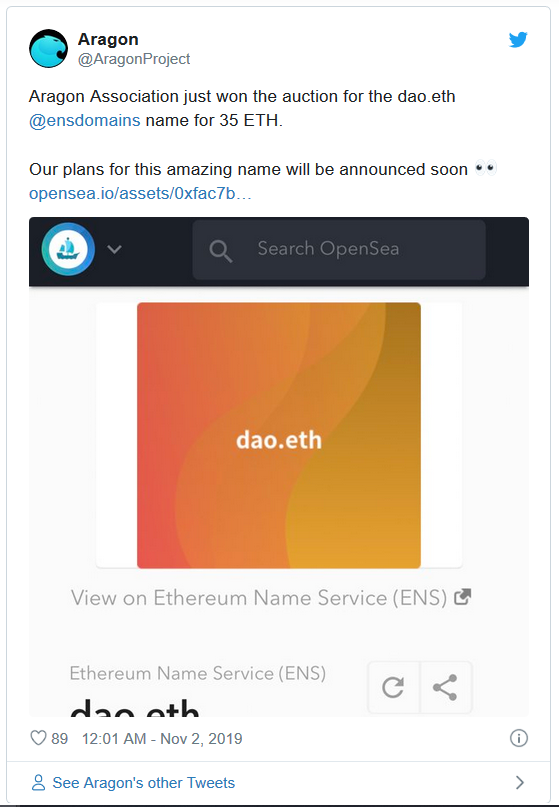 Aragon
@AragonProject
Aragon Association just won the auction for the dao.eth
@ensdomains name for 35 ETH.
Our plans for this amazing name will be announced soon 👀
opensea.io/assets/0xfac7b…
Search OpenSea
dao.eth
View on Ethereum Name Service (ENS)
Ethereum Name Service (ENS)
dao.eth
89 12:01 AM - Nov 2, 2019
See Aragon's other Tweets